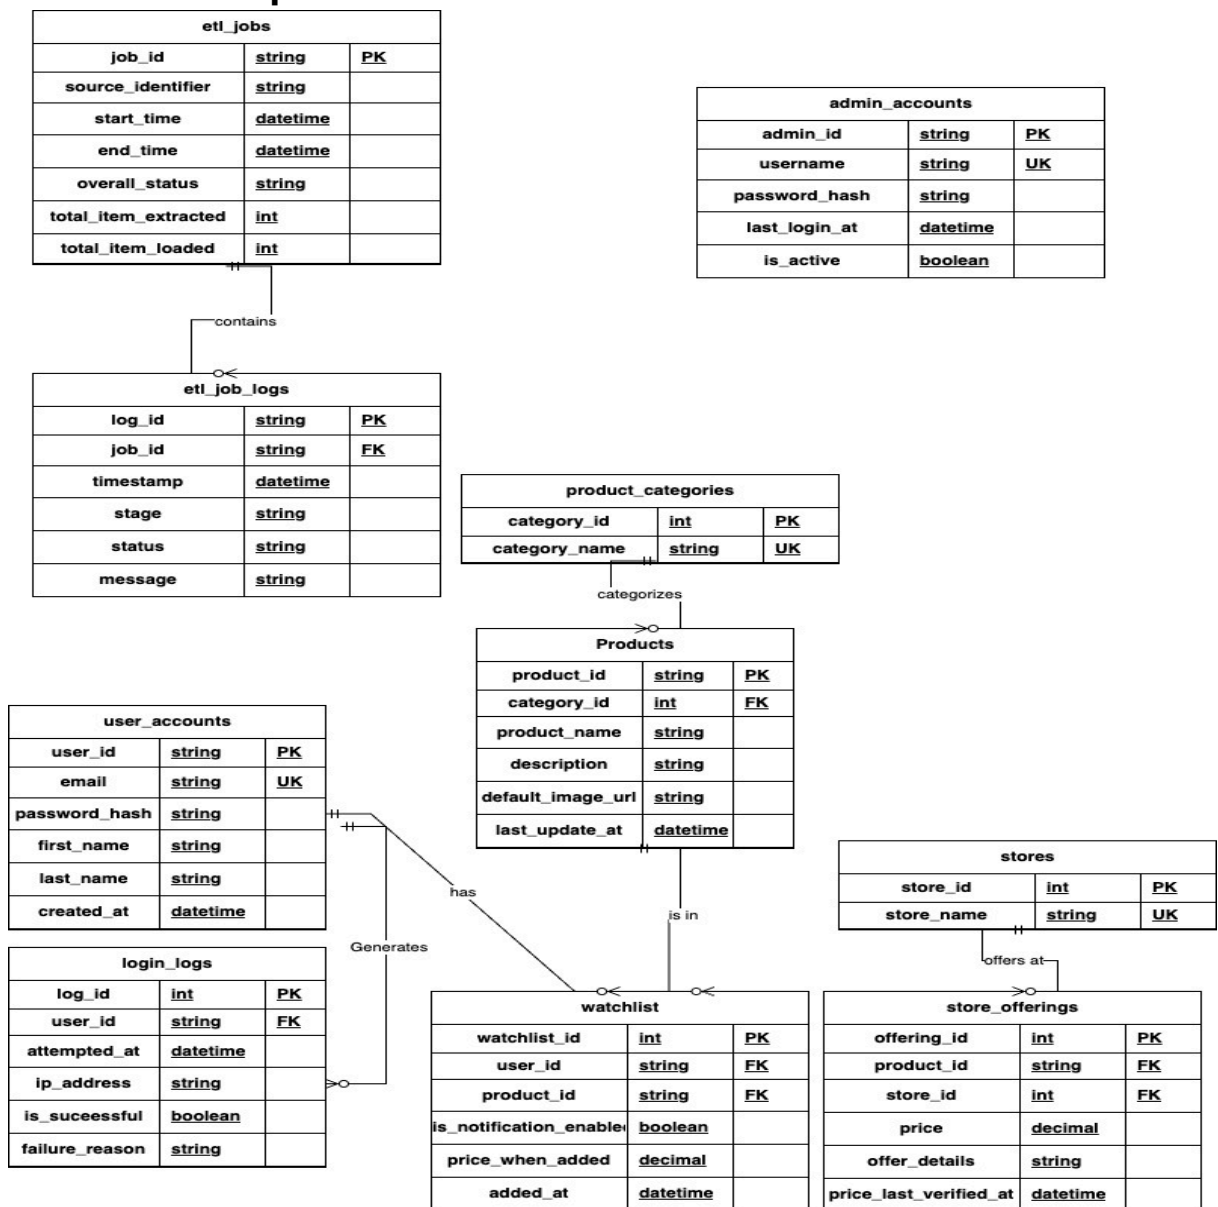 etl_jobs
job_id string PK
source_identifier string
start_time datetime
end_time datetime
overall_status string
total_item_extracted int
total_item_loaded int
admin_accounts
admin_id string PK
username string UK
password_hash string
last_login_at datetime
is_active boolean
contains
etl_job_logs
log_id string PK
job_id string FK
timestamp datetime
stage string
status string
message string
product_categories
category_id int PK
category_name string UK
categorizes
Products
product_id string PK
category_id int FK
product_name string
description string
default_image_url string
last_update_at datetime
user_accounts
user_id string PK
email string UK
password_hash string
first_name string
last_name string
created_at datetime
has
Generates
is in
stores
store_id int PK
store_name string UK
offers at
login_logs
log_id int PK
user_id string FK
attempted_at datetime
ip_address string
is_suceessful boolean
failure_reason string
watchlist
watchlist_id int PK
user_id string FK
product_id string FK
is_notification_enable boolean
price_when_added decimal
added_at datetime
store_offerings
offering_id int PK
product_id string FK
store_id int FK
price decimal
offer_details string
price_last_verified_at datetime